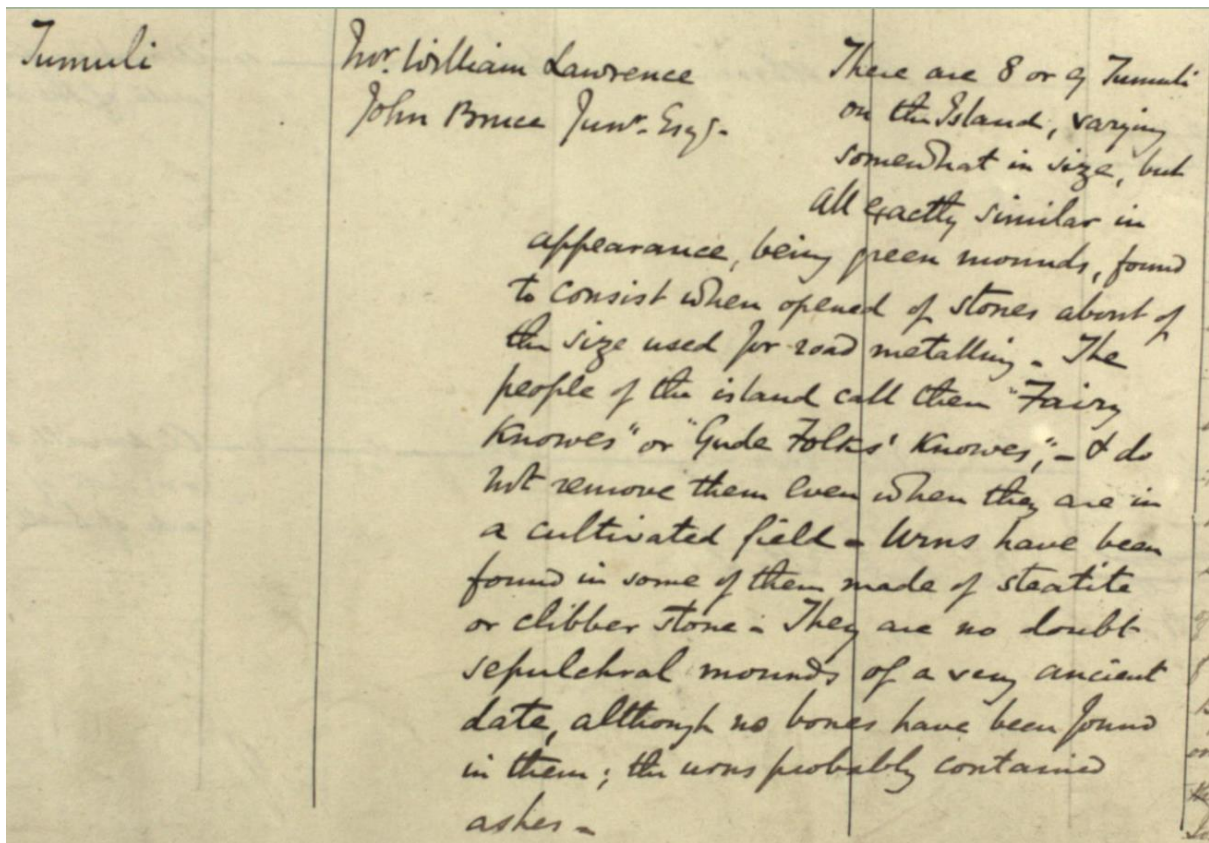 Tumuli
Mr. William Lawrence
John Bruce Junr. Esqr.
There are 8 or 9 Tumuli
on the Island, varying
somewhat in size, but
all exactly similar in
appearance, being green mounds, found
to consist when opened of stones about of
the size used for road metalling - The
people of the island call them "Fairy
Knowes" or "Gude Folks' Knowes", - & do
not remove them even when they are in
a cultivated field - Urns have been
found in some of them made of steatite
or clibber stone - They are no doubt
sepulchral mounds of a very ancient
date, although no bones have been found
in them; the urns probably contained
ashes -